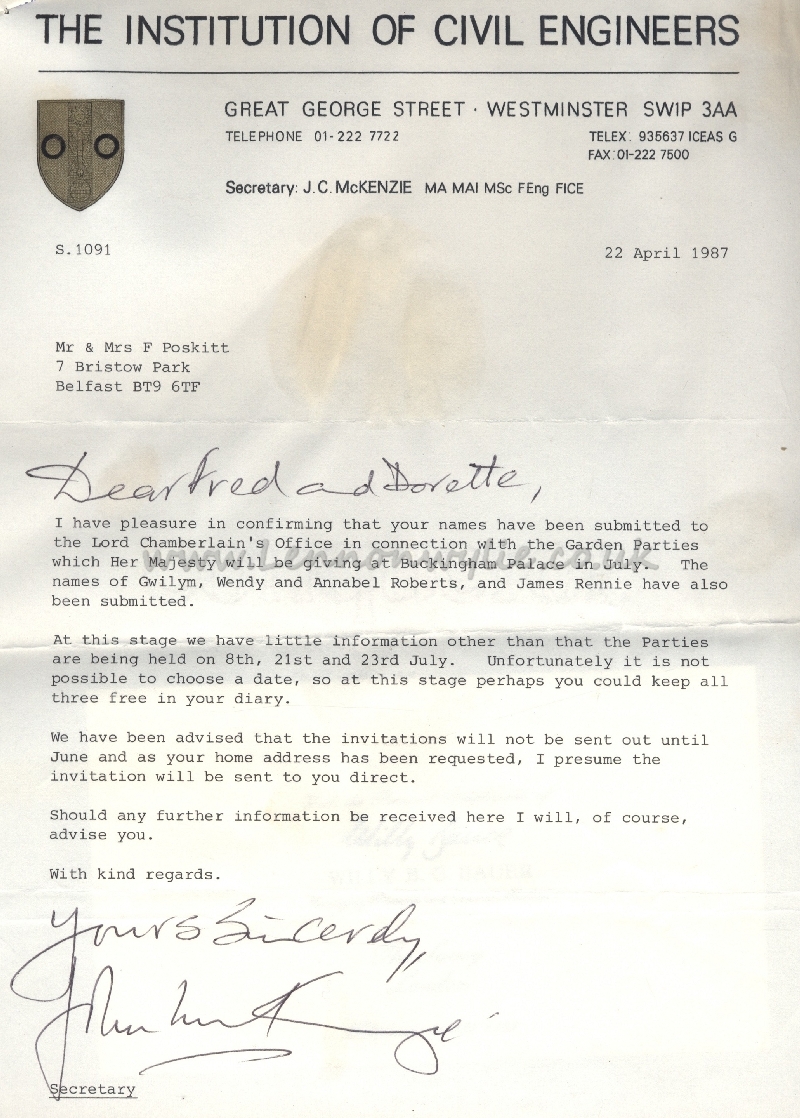 THE INSTITUTION OF CIVIL ENGINEERS
GREAT GEORGE STREET · WESTMINSTER SW1P 3AA
TELEPHONE 01-222 7722 TELEX: 935637 ICEAS G
FAX:01-222 7500
Secretary: J.C. McKENZIE MA MAI MSc FEng FICE
S.1091 22 April 1987
Mr & Mrs F Poskitt
7 Bristow Park
Belfast BT9 6TF
Dear Fred and Dorette,
I have pleasure in confirming that your names have been submitted to
the Lord Chamberlain's Office in connection with the Garden Parties
which Her Majesty will be giving at Buckingham Palace in July. The
names of Gwilym, Wendy and Annabel Roberts, and James Rennie have also
been submitted.
At this stage we have little information other than that the Parties
are being held on 8th, 21st and 23rd July. Unfortunately it is not
possible to choose a date, so at this stage perhaps you could keep all
three free in your diary.
We have been advised that the invitations will not be sent out until
June and as your home address has been requested, I presume the
invitation will be sent to you direct.
Should any further information be received here I will, of course,
advise you.
With kind regards.
Yours Sincerely,
John McKenzie
Secretary